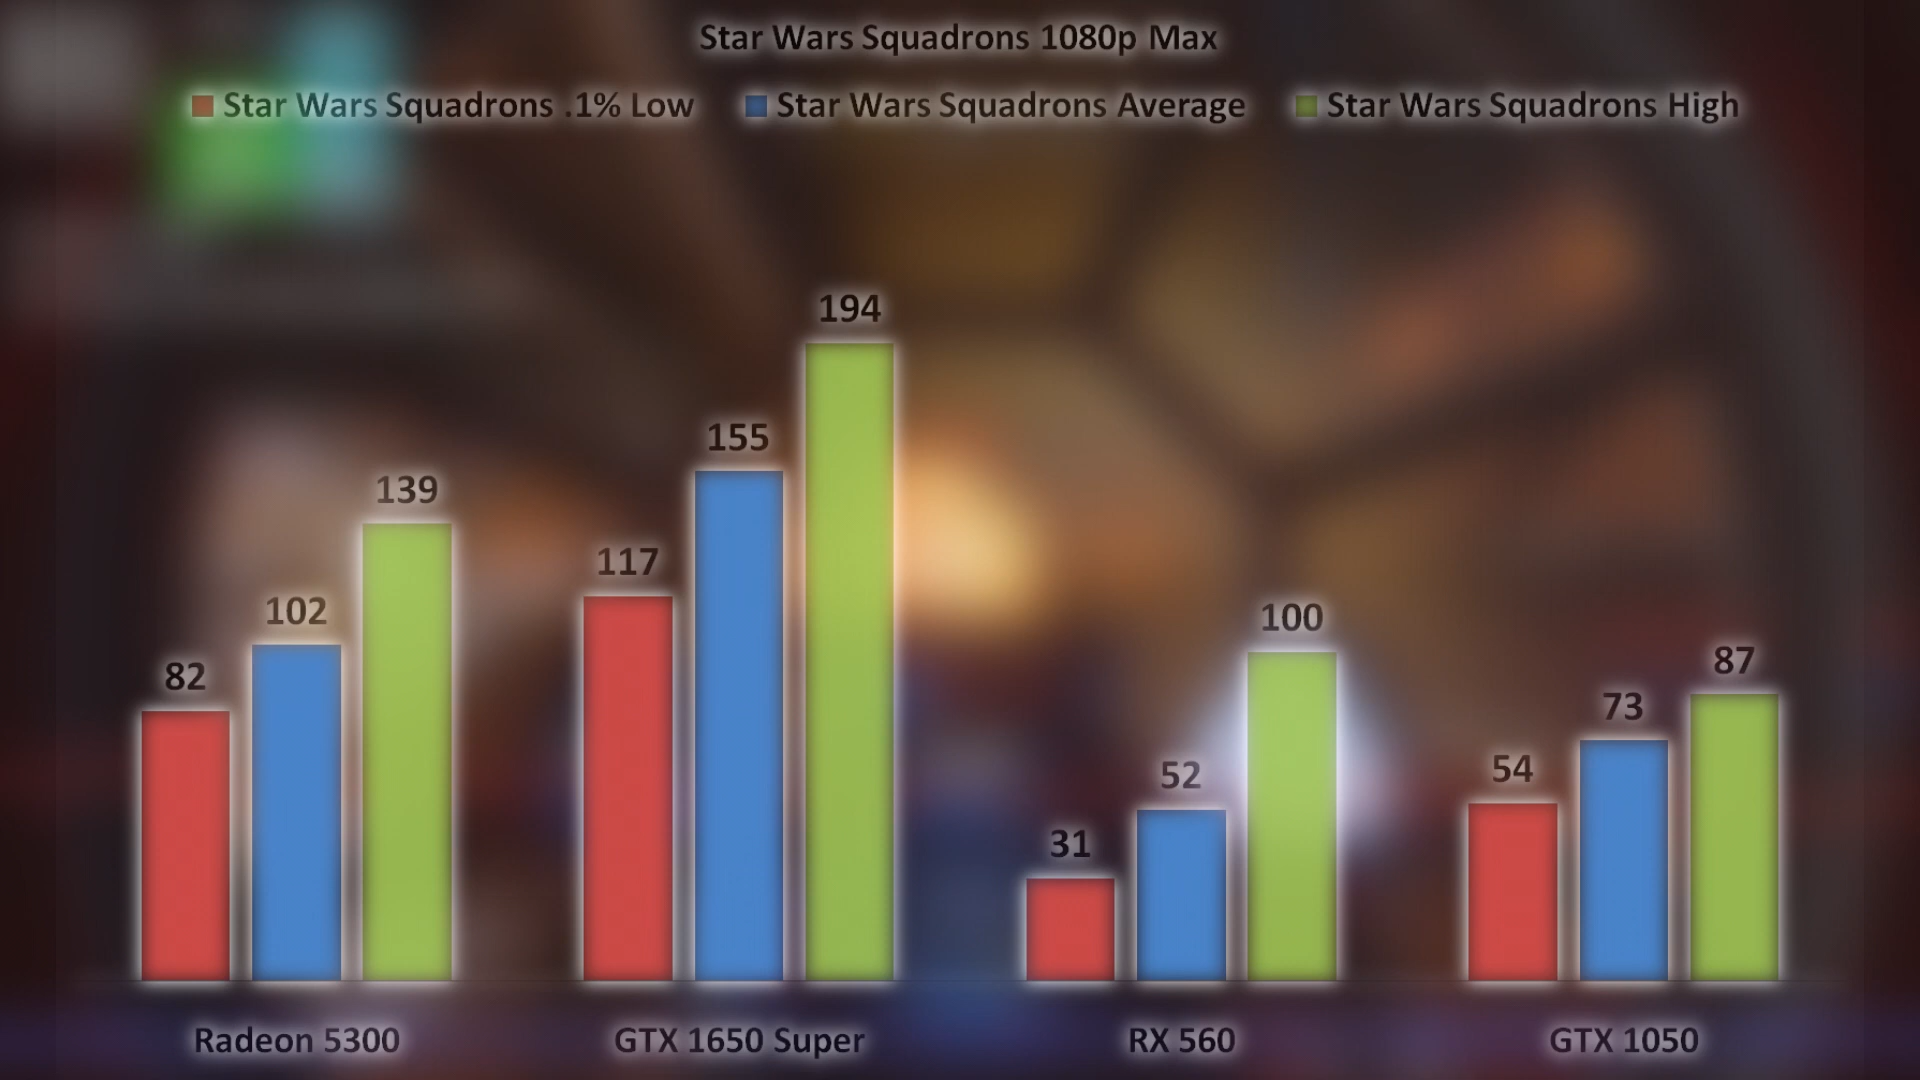 Star Wars Squadrons 1080p Max
Star Wars Squadrons .1% Low Star Wars Squadrons Average Star Wars Squadrons High
82 102 139 117 155 194 31 52 100 54 73 87
Radeon 5300 GTX 1650 Super RX 560 GTX 1050